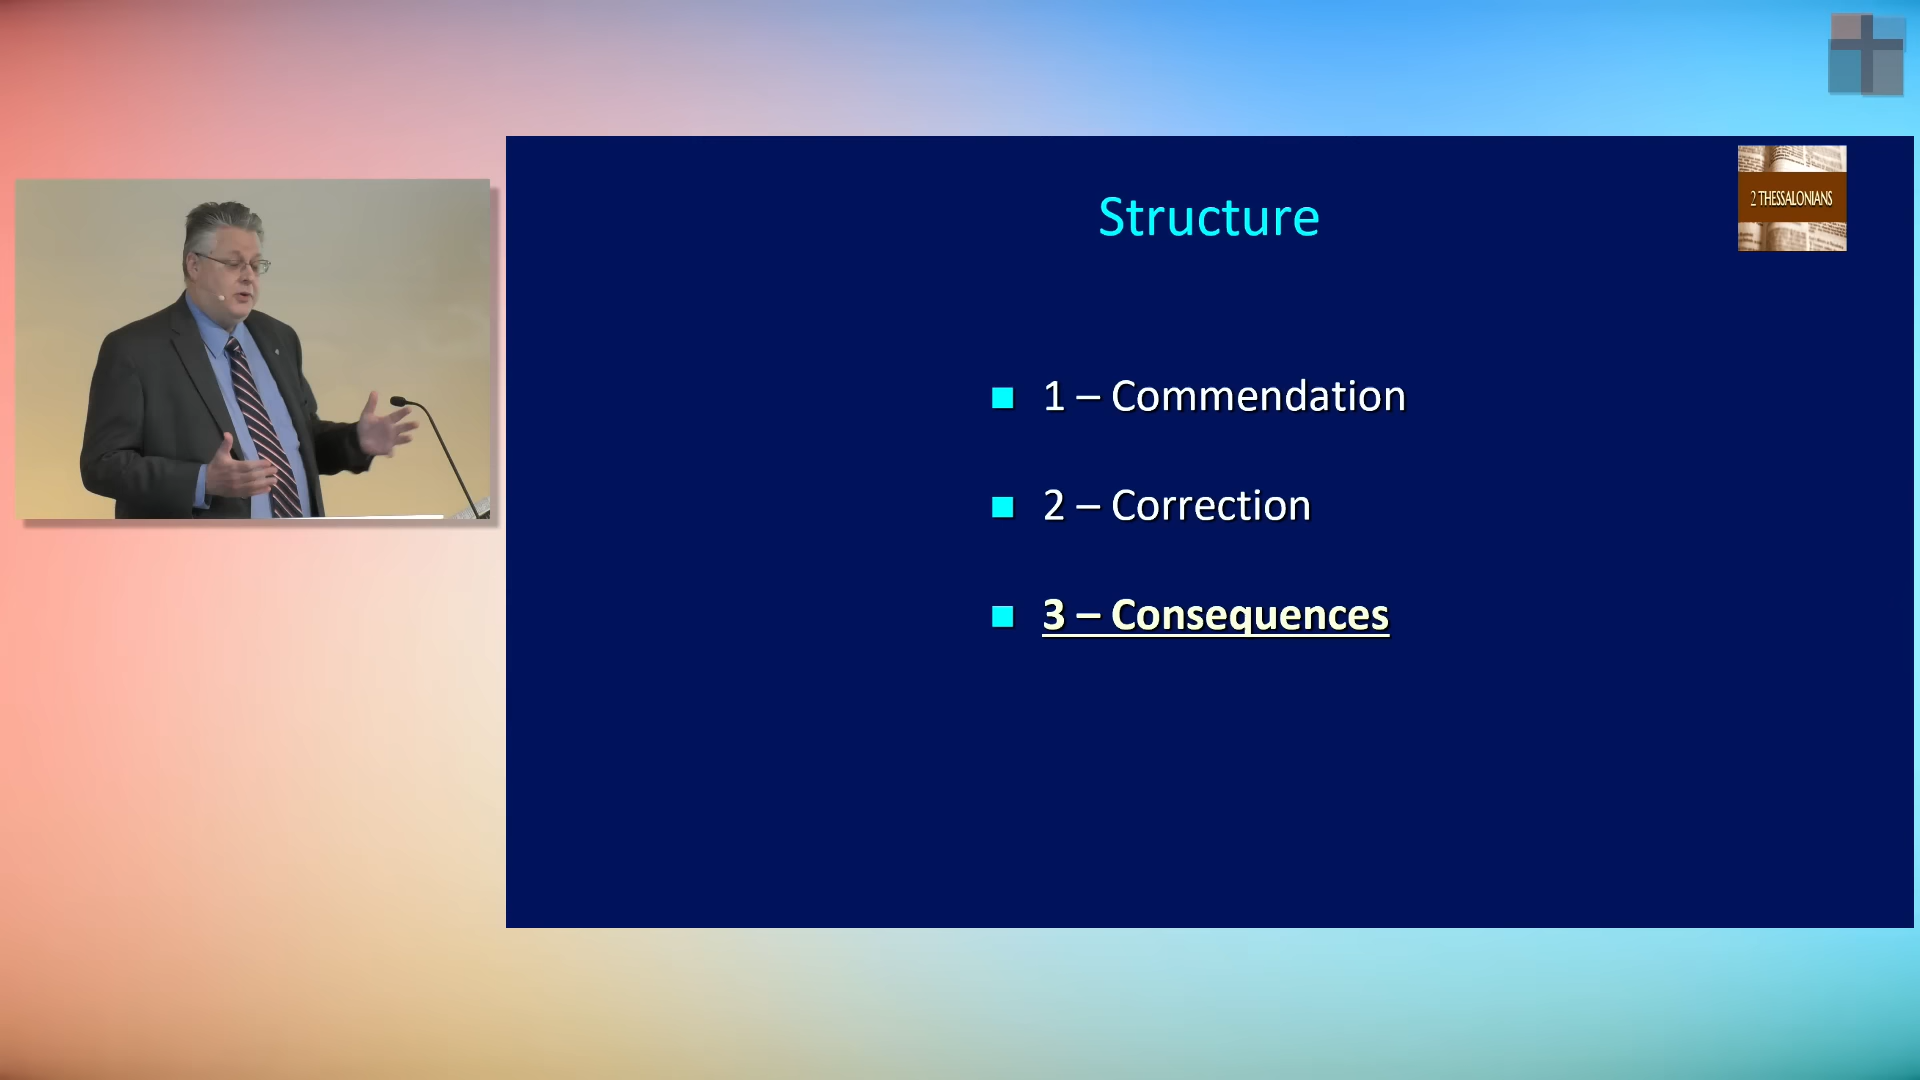 Structure
2 THESSALONIANS
1 – Commendation
2 – Correction
3 – Consequences